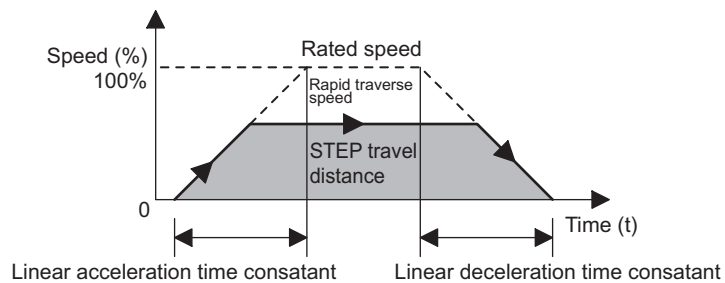 Speed (%)
100%
Rated speed
Rapid traverse
speed
STEP travel
distance
0
Time (t)
Linear acceleration time consatant
Linear deceleration time constant